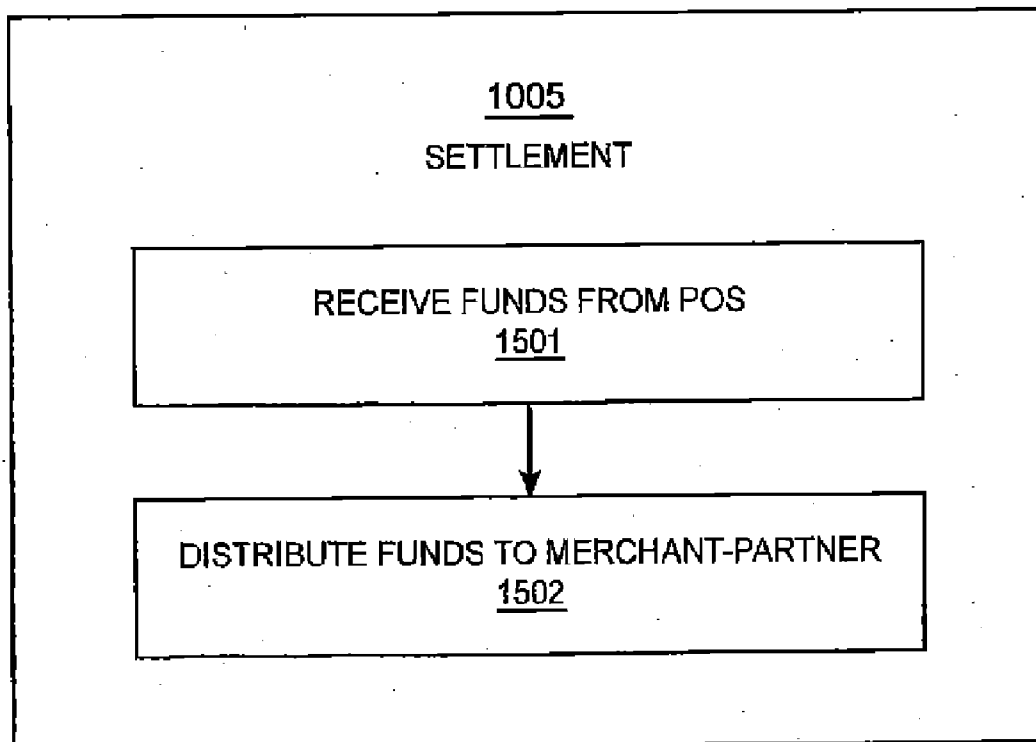 1005
SETTLEMENT
RECEIVE FUNDS FROM POS
1501
DISTRIBUTE FUNDS TO MERCHANT-PARTNER
1502